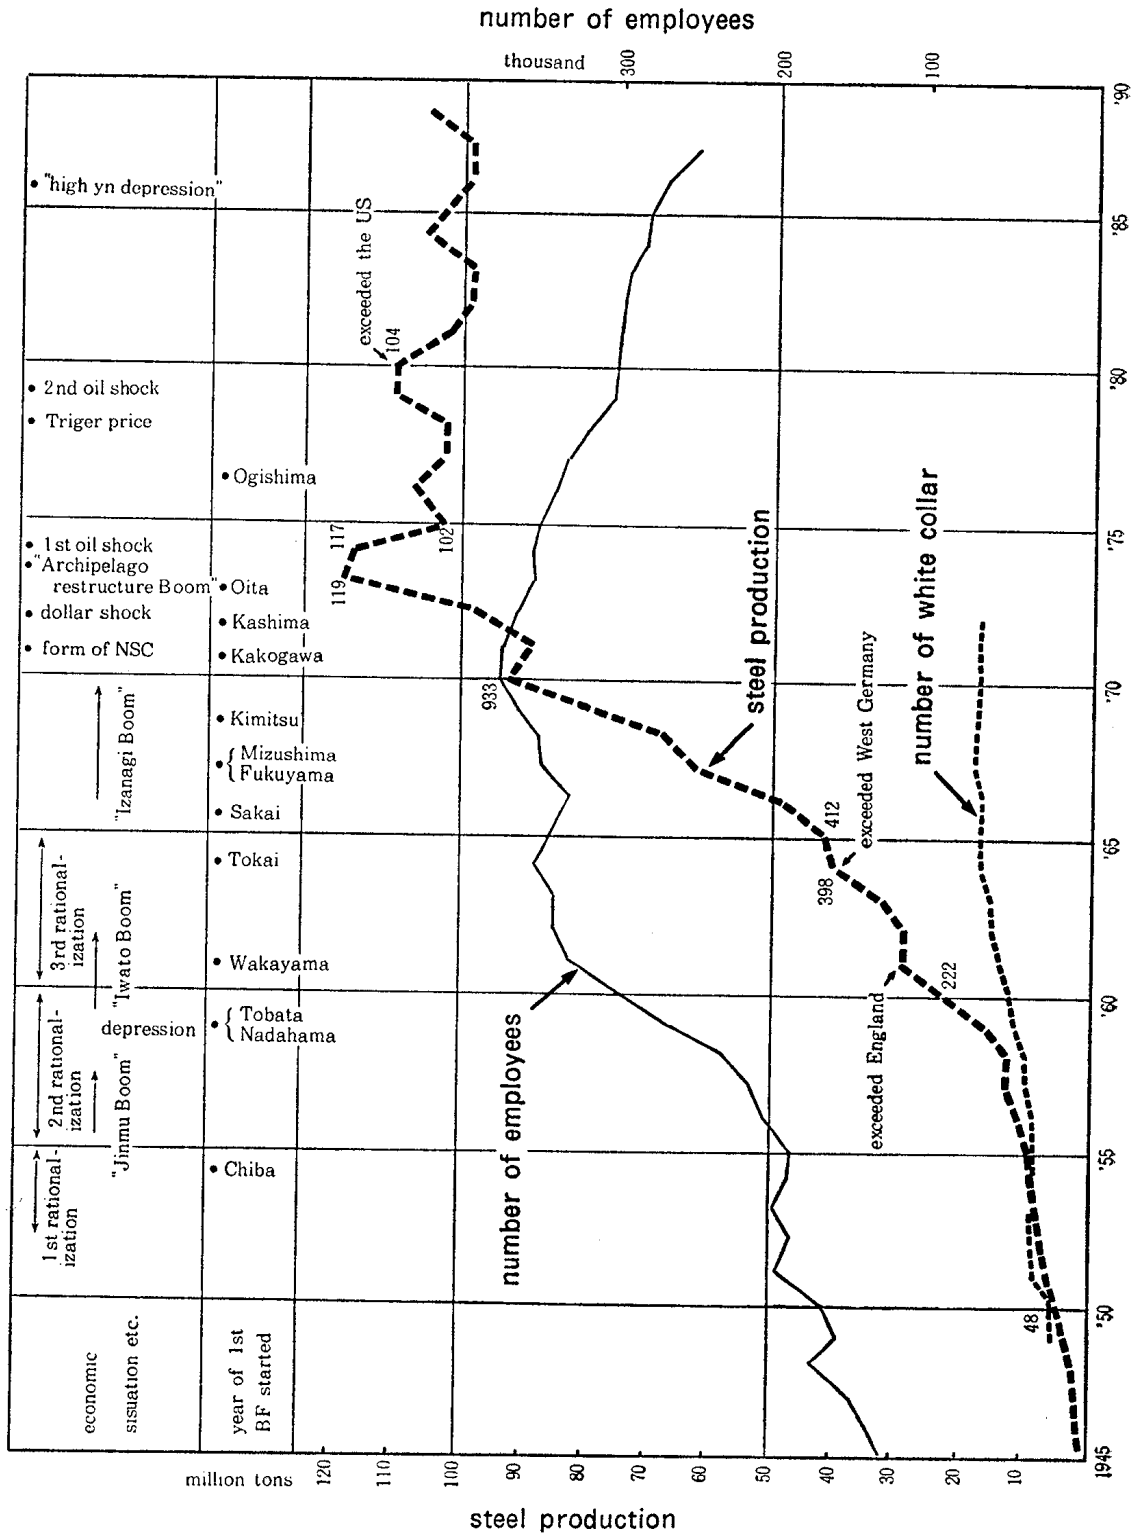 number of employees
thousand
300
200
100
"high yn depression"
2nd oil shock
Triger price
1st oil shock
"Archipelago
restructure Boom"
dollar shock
form of NSC
"Izanagi Boom"
3rd rational-
ization
"Iwato Boom"
depression
2nd rational-
ization
"Jinmu Boom"
1st rational-
ization
economic
sisuation etc.
Ogishima
Oita
Kashima
Kakogawa
Kimitsu
Mizushima
Fukuyama
Sakai
Tokai
Wakayama
Tobata
Nadahama
Chiba
year of 1st
BF started
exceeded the US
104
117
102
119
933
steel production
number of white collar
exceeded West Germany
412
398
222
exceeded England
number of employees
48
'90
'85
'80
'75
'70
'65
'60
'55
'50
1945
million tons
120
110
100
90
80
70
60
50
40
30
20
10
steel production